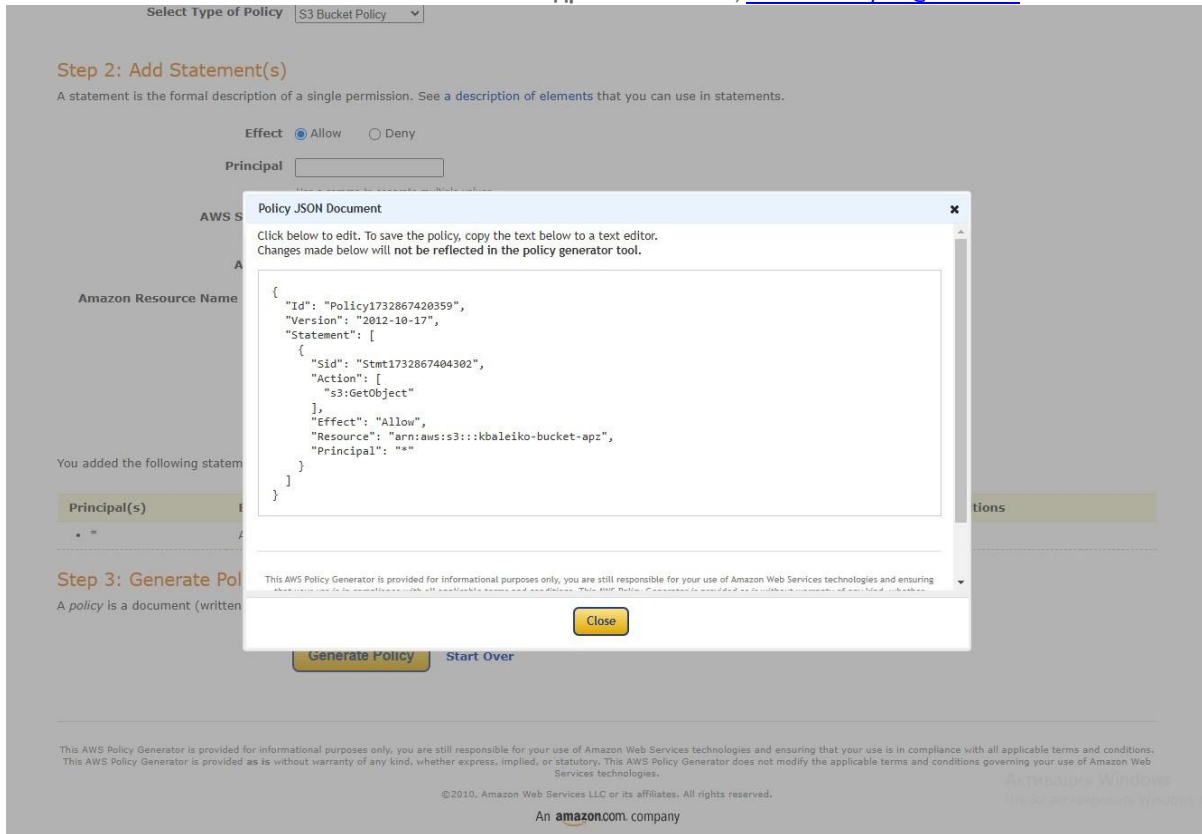 Select Type of Policy S3 Bucket Policy
Step 2: Add Statement(s)
A statement is the formal description of a single permission. See a description of elements that you can use in statements.
Effect Allow Deny
Principal
AWS S
Policy JSON Document
Click below to edit. To save the policy, copy the text below to a text editor.
Changes made below will not be reflected in the policy generator tool.
A
Amazon Resource Name
{
"Id": "Policy1732867420359",
"Version": "2012-10-17",
"Statement": [
{
"Sid": "Stmt1732867404302",
"Action": [
"s3:GetObject"
],
"Effect": "Allow",
"Resource": "arn:aws:s3:::kbaleiko-bucket-apz",
"Principal": "*"
}
]
}
You added the following statem
Principal(s) tions
• *
Step 3: Generate Pol
A policy is a document (written
This AWS Policy Generator is provided for informational purposes only, you are still responsible for your use of Amazon Web Services technologies and ensuring
Close
Generate Policy Start Over
This AWS Policy Generator is provided for informational purposes only, you are still responsible for your use of Amazon Web Services technologies and ensuring that your use is in compliance with all applicable terms and conditions.
This AWS Policy Generator is provided as is without warranty of any kind, whether express, implied, or statutory. This AWS Policy Generator does not modify the applicable terms and conditions governing your use of Amazon Web
Services technologies.
Активация Windows
©2010, Amazon Web Services LLC or its affiliates. All rights reserved.
An amazon.com. company